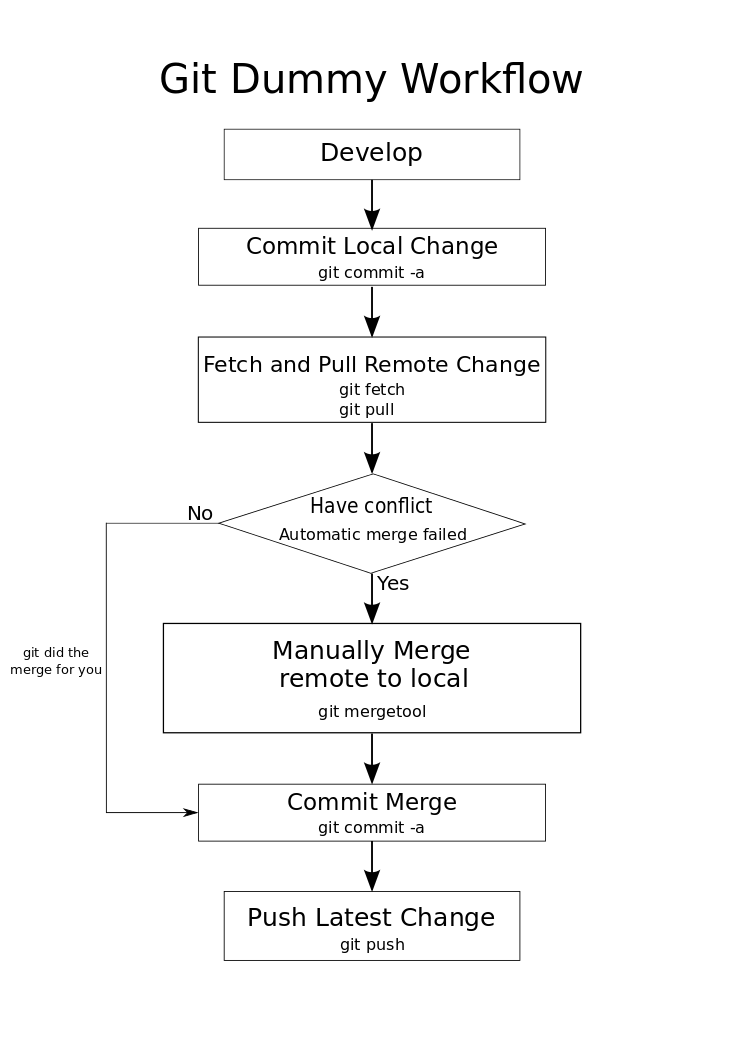 Git Dummy Workflow
Develop
Commit Local Change
git commit -a
Fetch and Pull Remote Change
git fetch
git pull
Have conflict
Automatic merge failed
No
Yes
git did the
merge for you
Manually Merge
remote to local
git mergetool
Commit Merge
git commit -a
Push Latest Change
git push